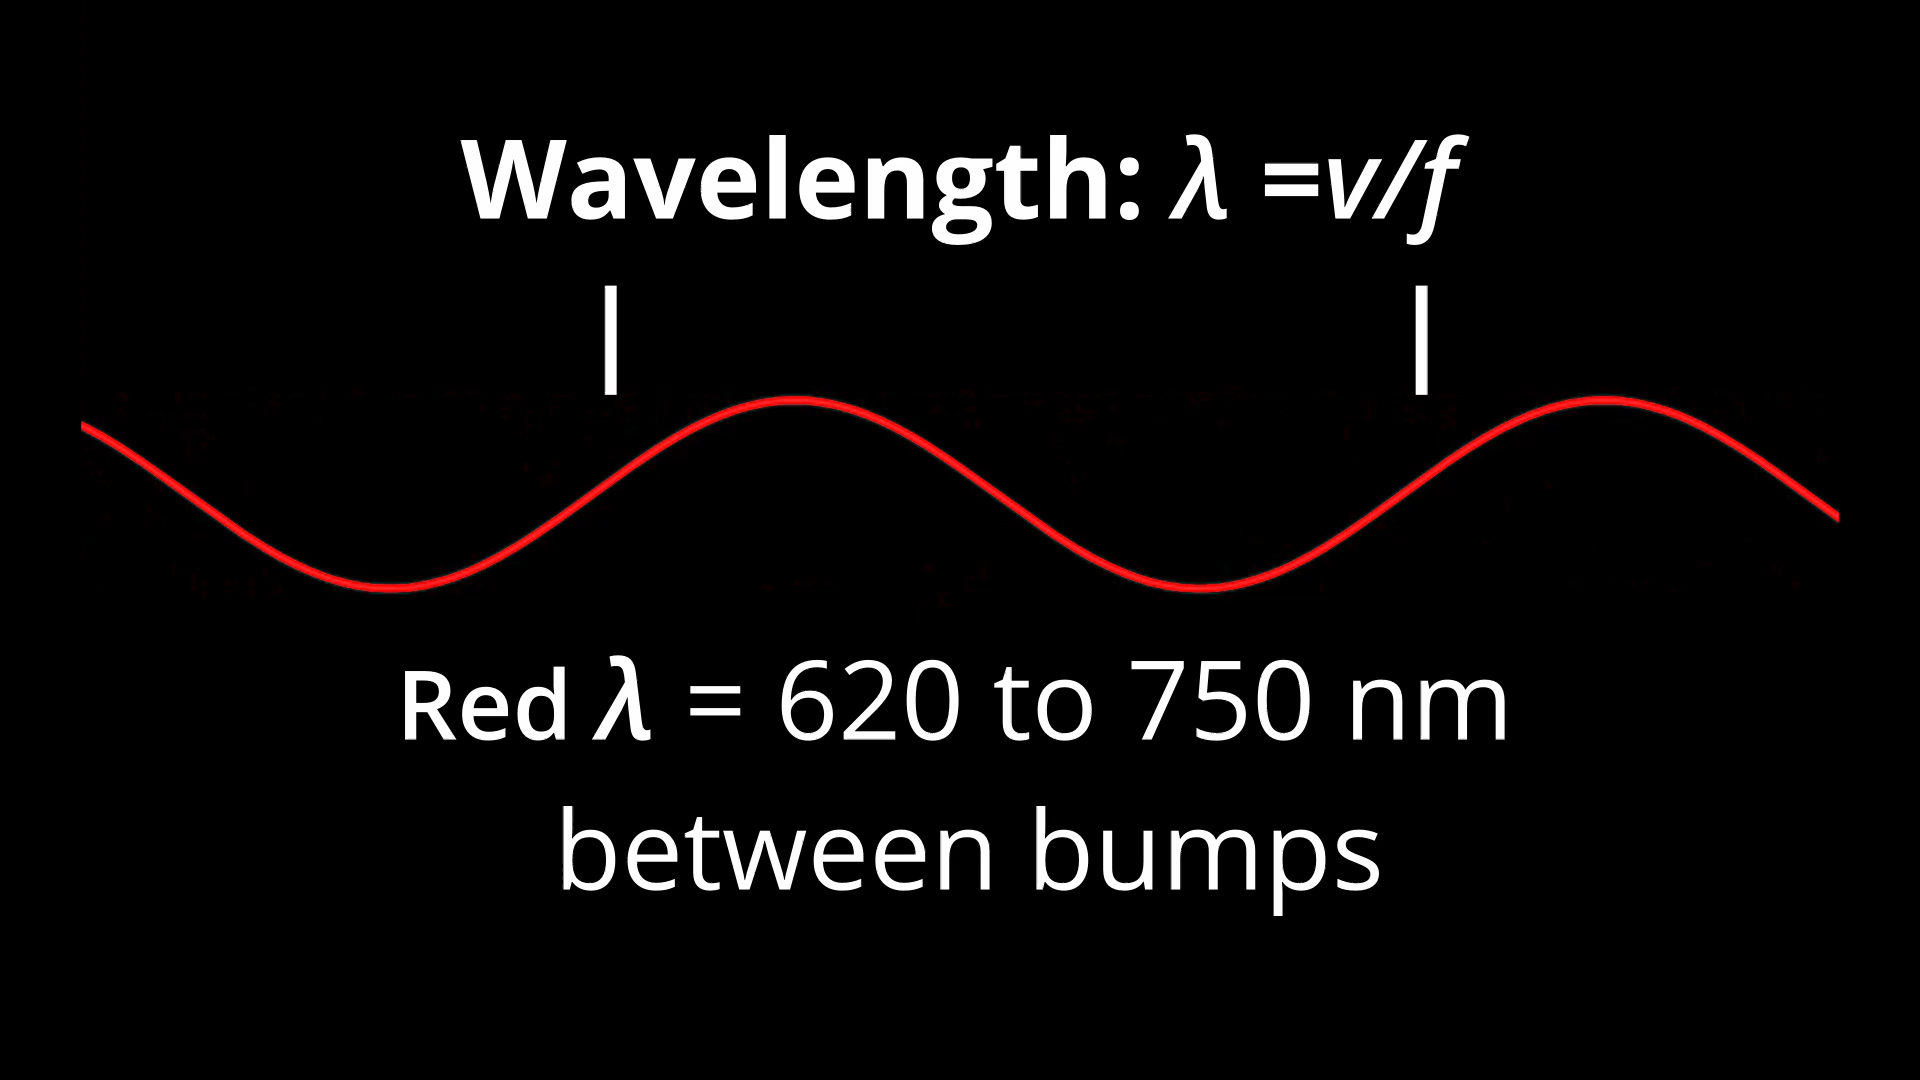 Wavelength: λ =v/f
Red λ = 620 to 750 nm
between bumps